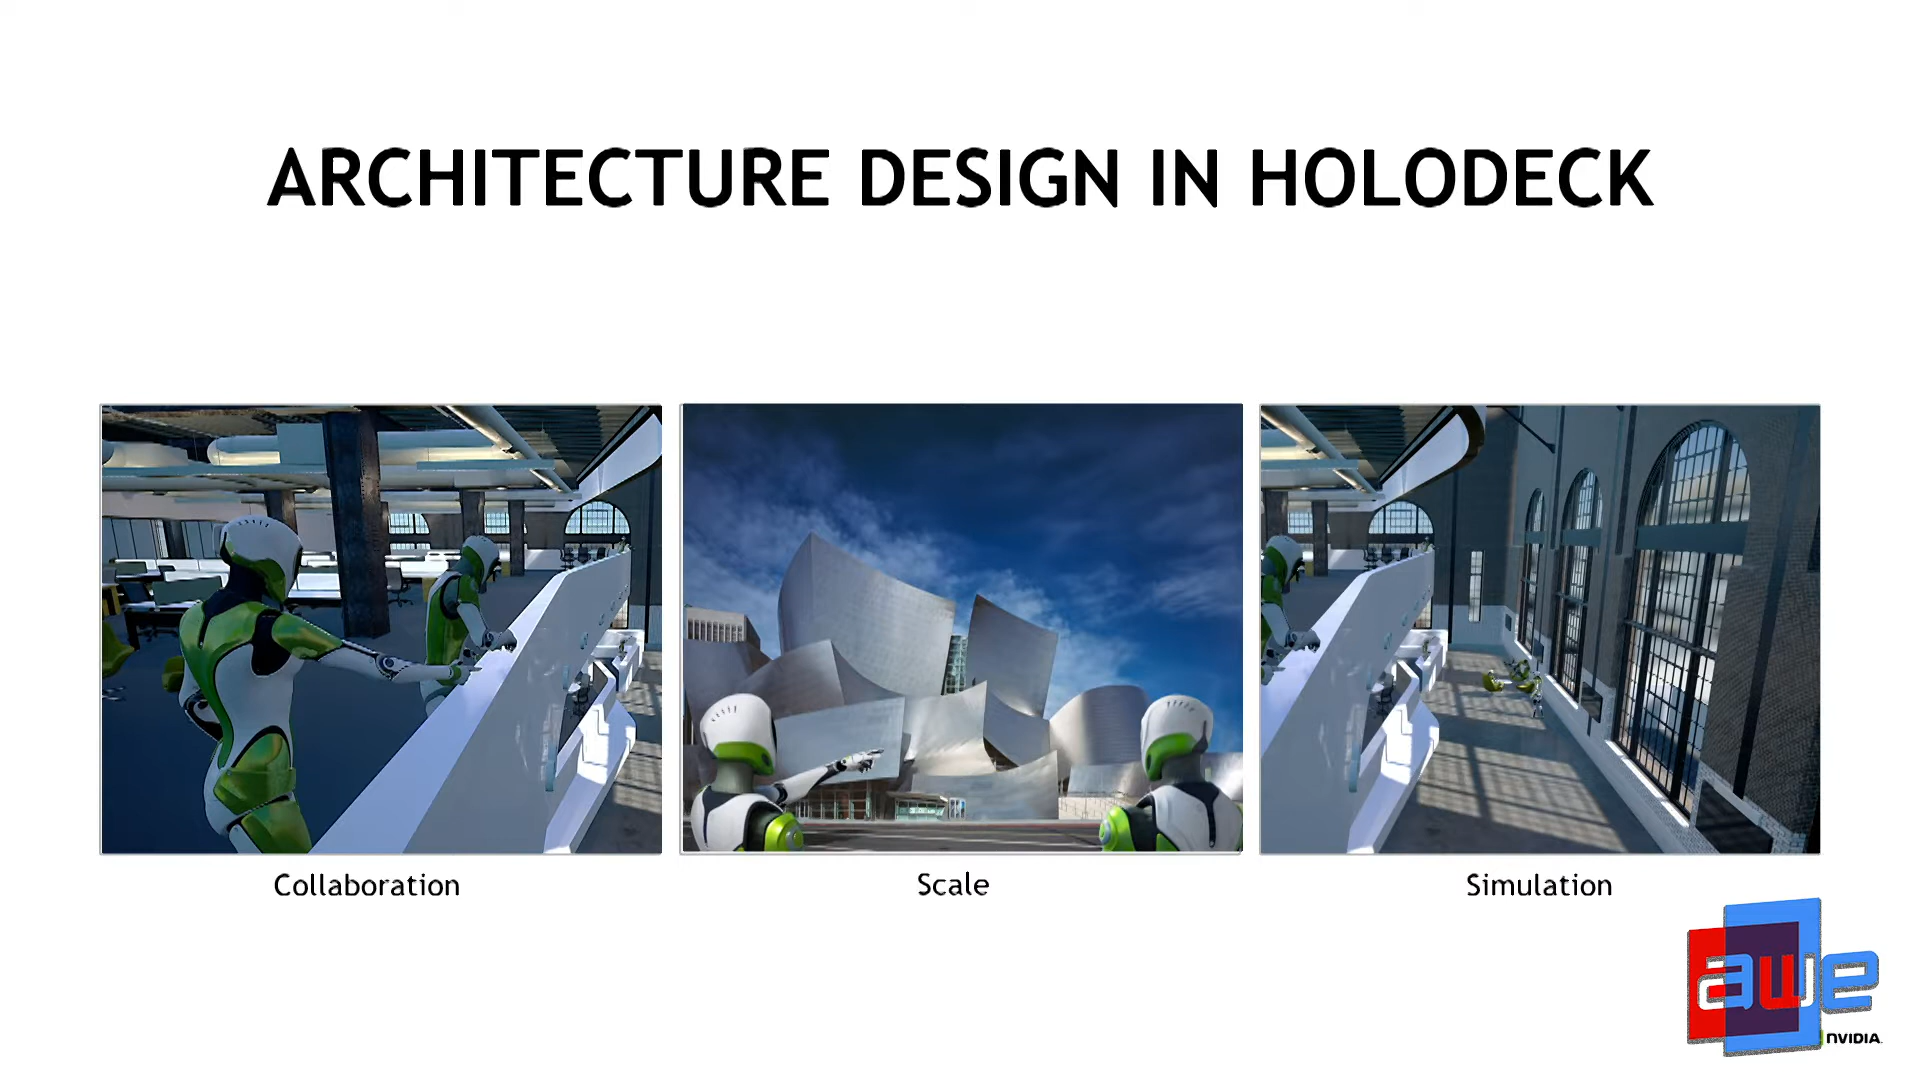 ARCHITECTURE DESIGN IN HOLODECK
Collaboration
Scale
Simulation
awe
NVIDIA